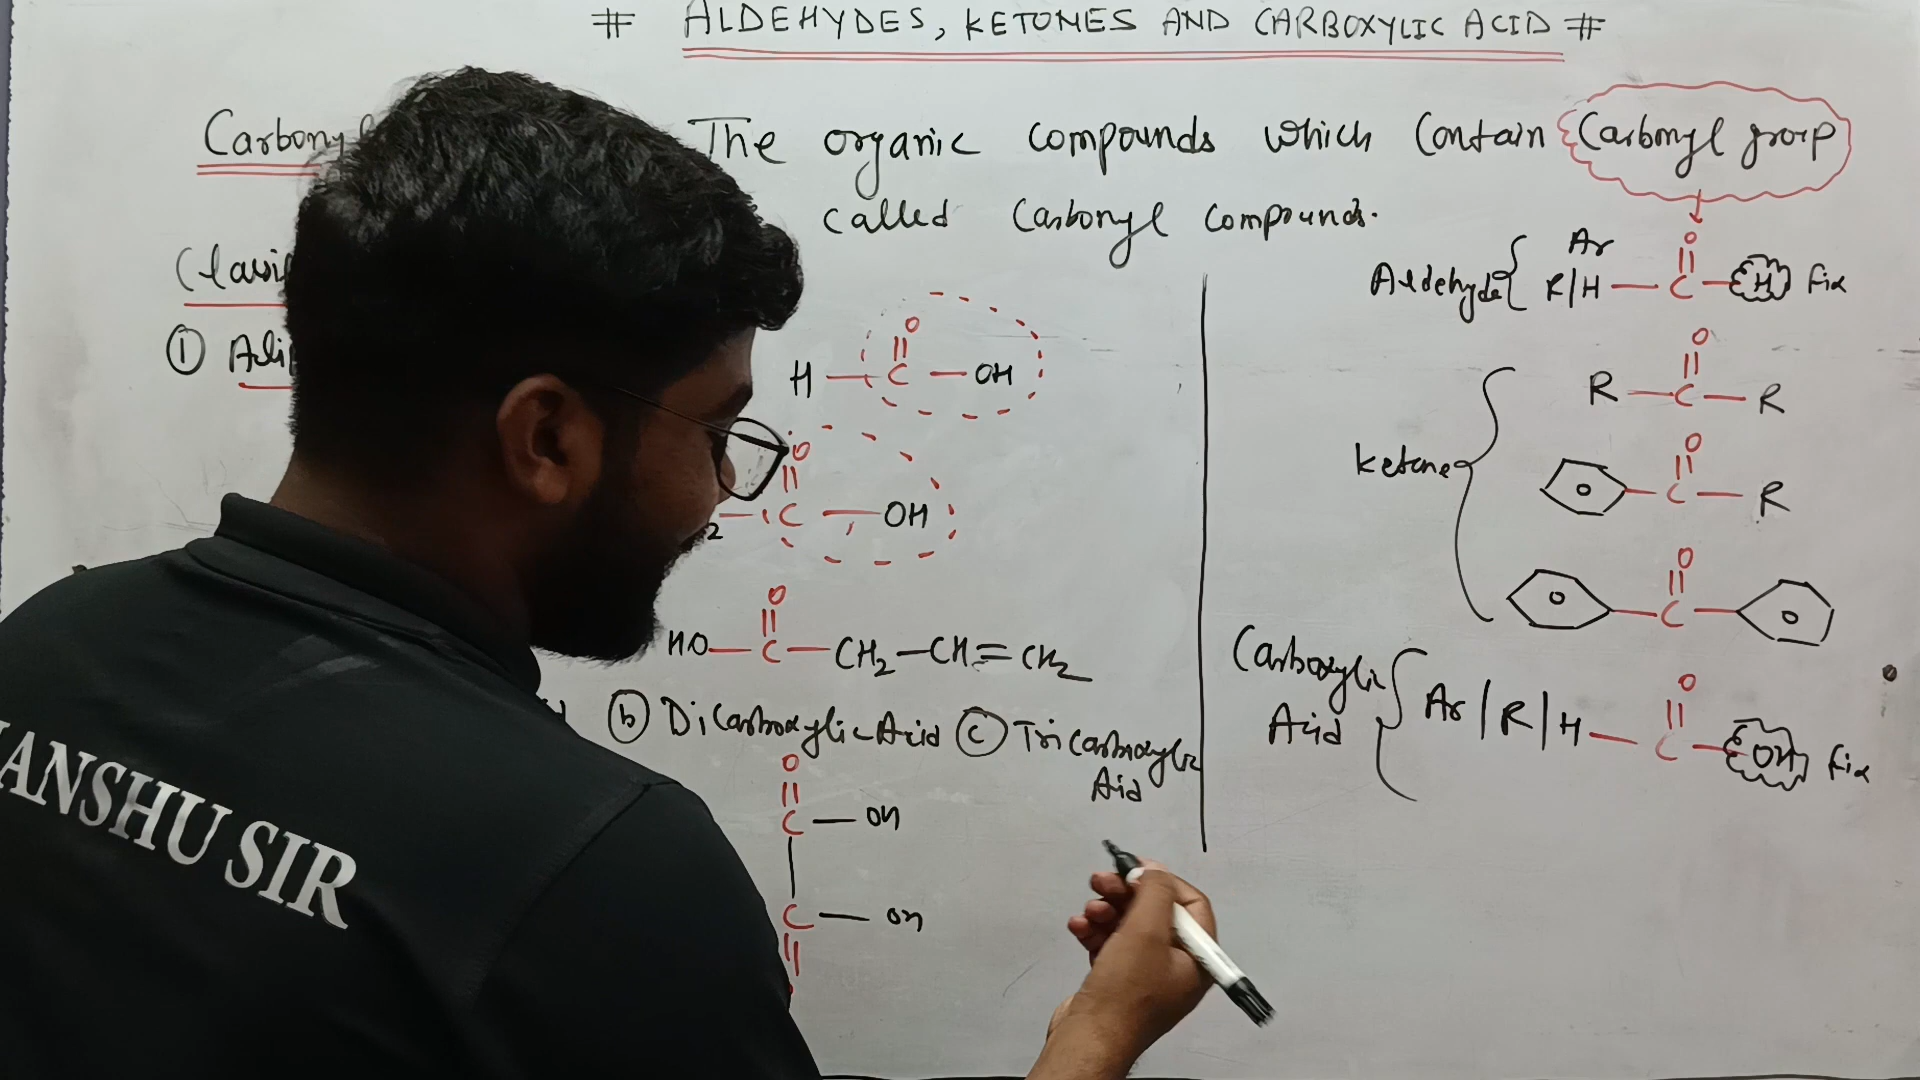 # ALDEHYDES, KETONES AND CARBOXYLIC ACID #
Carbony
The organic compounds which contain Carbonyl group
called Carbonyl compounds.
Classi
① Ali
O
H — C — OH
O
2 — C — OH
O
HO — C — CH2 — CH = CH2
ⓑ Dicarboxylic Acid ⓒ Tricarboxylic
Acid
O
C — OH
C — OH
Aldehyde { Ar
R/H — C — H fix
O
Ketone {
O
R — C — R
O
C — R
O
C
Carboxylic
Acid { Ar/R/H — C — OH fix
O
ANSHU SIR